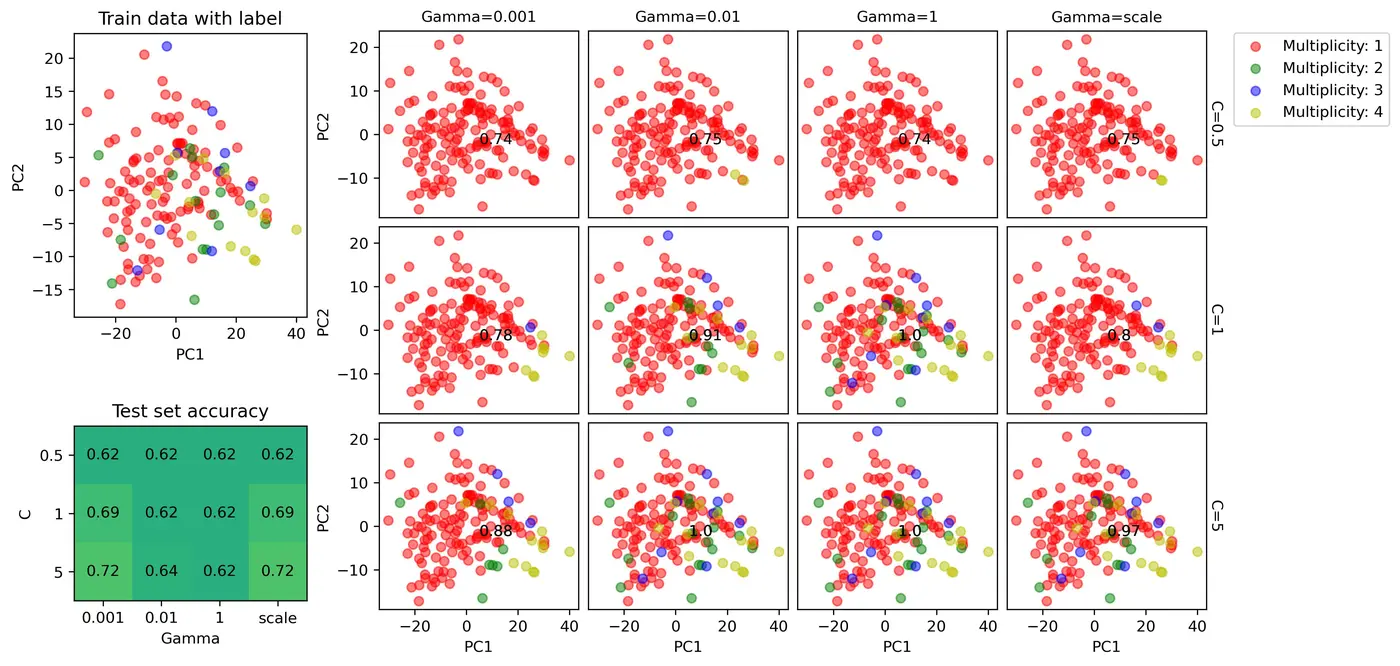 Train data with label
20
15
10
5
0
−5
−10
−15
PC2
−20
0
20
40
PC1
Test set accuracy
0.5
0.62
0.62
0.62
0.62
1
0.69
0.62
0.62
0.69
5
0.72
0.64
0.62
0.72
C
0.001
0.01
1
scale
Gamma
Gamma=0.001
Gamma=0.01
Gamma=1
Gamma=scale
20
10
0
−10
PC2
0.74
0.75
0.74
0.75
C=0.5
20
10
0
−10
PC2
0.78
0.91
1.0
0.8
C=1
20
10
0
−10
PC2
0.88
1.0
1.0
0.97
C=5
−20
0
20
40
−20
0
20
40
−20
0
20
40
−20
0
20
40
PC1
PC1
PC1
PC1
Multiplicity: 1
Multiplicity: 2
Multiplicity: 3
Multiplicity: 4